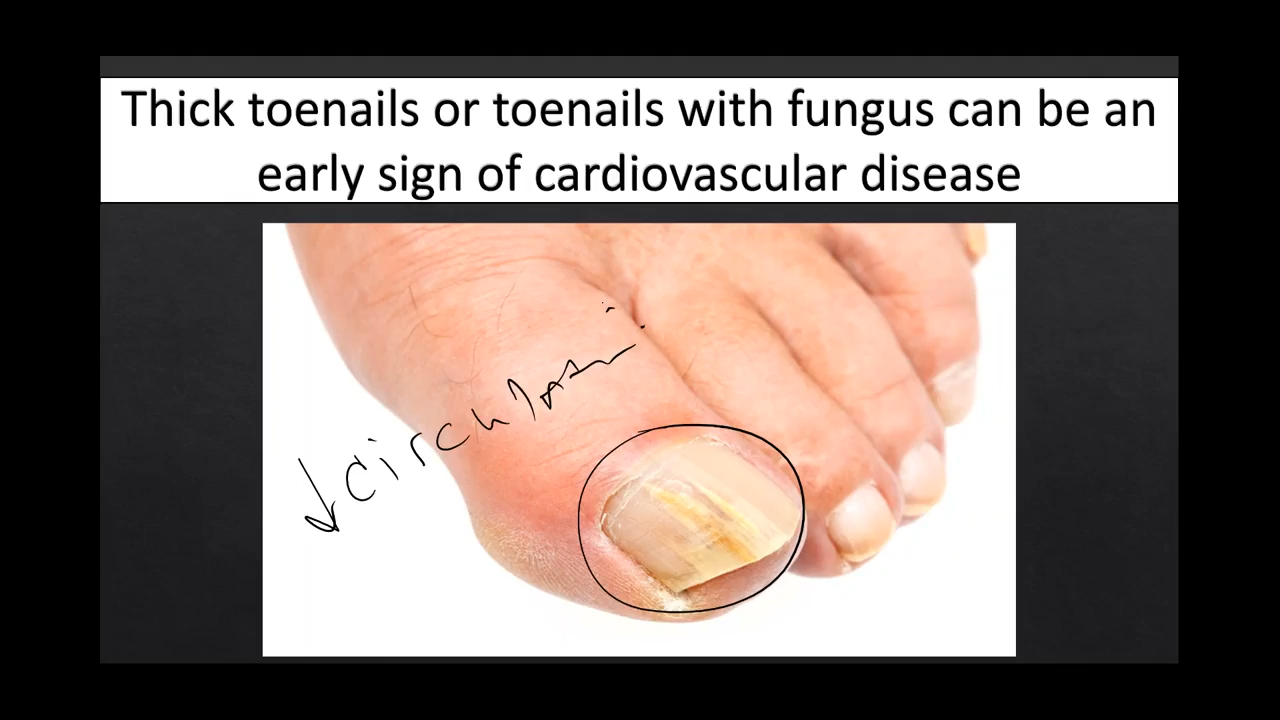 Thick toenails or toenails with fungus can be an
early sign of cardiovascular disease